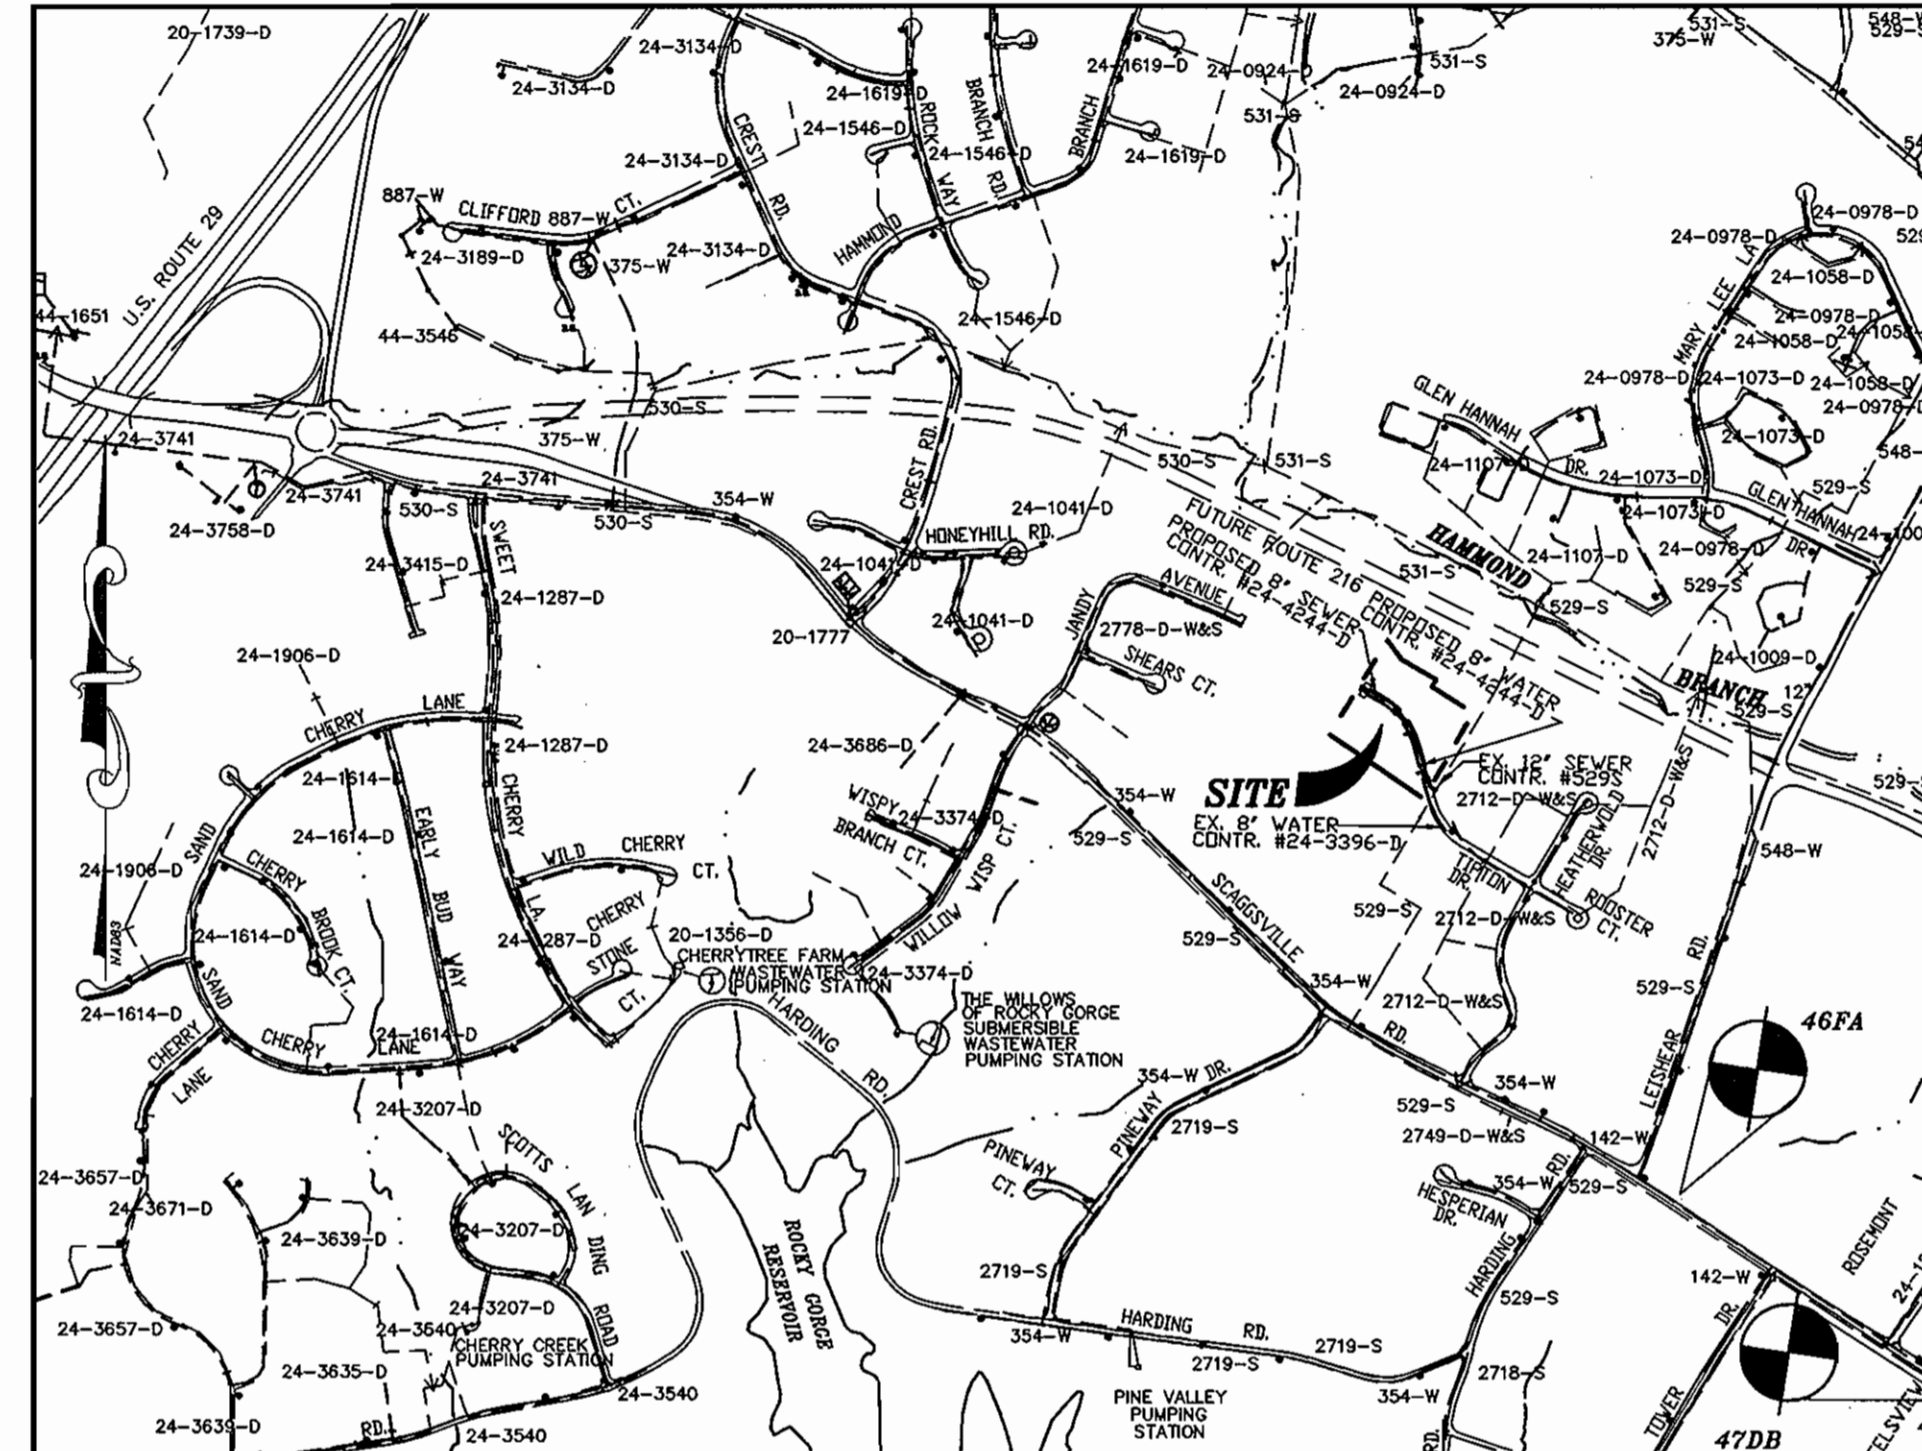 20-1739-D
24-3134-D
24-3134-D
24-1619-D
24-1546-D
ROCK
WAY
BRANCH
RD.
BRANCH
24-1619-D
24-0924-D
531-S
24-1546-D
24-1619-D
531-S
24-0924-D
531-S
375-W
548-W
529-S
CREST
RD.
24-3134-D
887-W
CLIFFORD 887-W CT.
24-3189-D
375-W
24-3134-D
HAMMOND
24-1546-D
U.S. ROUTE 29
44-1651
44-3546
24-0978-D
24-0978-D
24-1058-D
MARY LEE LA
24-0978-D
24-1058-D
24-1058-D
24-0978-D
24-1073-D
24-1058-D
24-0978-D
GLEN HANNAH
DR.
24-1073-D
24-1107-D
24-1073-D
529-S
548-
GLEN HANNAH
DR.
24-1073-D
24-1107-D
24-0978-D
529-S
530-S
375-W
24-3741
24-3741
24-3741
24-3758-D
530-S
530-S
354-W
CREST RD.
530-S
531-S
24-1041-D
HONEYHILL RD.
24-1041-D
24-1041-D
FUTURE ROUTE 216
PROPOSED 8" SEWER
CONTR. #24-4244-D
PROPOSED 8" WATER
CONTR. #24-4244-D
HAMMOND
531-S
529-S
BRANCH
12"
529-S
24-1009-D
SWEET
24-3415-D
24-1287-D
20-1777
JANDY
AVENUE
2778-D-W&S
SHEARS CT.
24-1906-D
CHERRY
LANE
24-1614-D
24-1287-D
CHERRY
24-3686-D
WISPY
BRANCH CT.
24-3374-D
354-W
529-S
SITE
EX. 8" WATER
CONTR. #24-3396-D
EX. 12" SEWER
CONTR. #529S
2712-D-W&S
2712-D-W&S
HEATHERWOLD
DR.
TIPTON
DR.
ROOSTER
CT.
2712-D-W&S
529-S
548-W
SAND
24-1906-D
CHERRY
BROOK CT.
24-1614-D
24-1614-D
EARLY BUD WAY
WILD CHERRY
CT.
LA.
24-1287-D
CHERRY
STONE
CT.
20-1356-D
CHERRYTREE FARM
WASTEWATER
PUMPING STATION
WILLOW WISP CT.
24-3374-D
SCAGGSVILLE
RD.
529-S
354-W
2712-D-W&S
LEISHEAR RD.
529-S
46FA
NAD83
24-1614-D
SAND
CHERRY
LANE
24-1614-D
CHERRY
LANE
24-3207-D
HARDING
RD.
THE WILLOWS
OF ROCKY GORGE
SUBMERSIBLE
WASTEWATER
PUMPING STATION
354-W
PINEWAY DR.
2719-S
354-W
529-S
2749-D-W&S
142-W
PINEWAY
CT.
HESPERIAN
DR.
354-W
RD.
529-S
SCOTTS LAN DING ROAD
24-3207-D
24-3657-D
24-3671-D
24-3639-D
ROCKY GORGE
RESERVOIR
2719-S
HARDING
529-S
142-W
ROSEMONT
24-3207-D
24-3657-D
24-3640
CHERRY CREEK
PUMPING STATION
24-3635-D
24-3540
354-W
HARDING RD.
2719-S
2719-S
354-W
2718-S
DR.
TOWER
PINE VALLEY
PUMPING
STATION
24-3639-D
RD.
24-3540
RD.
47DB